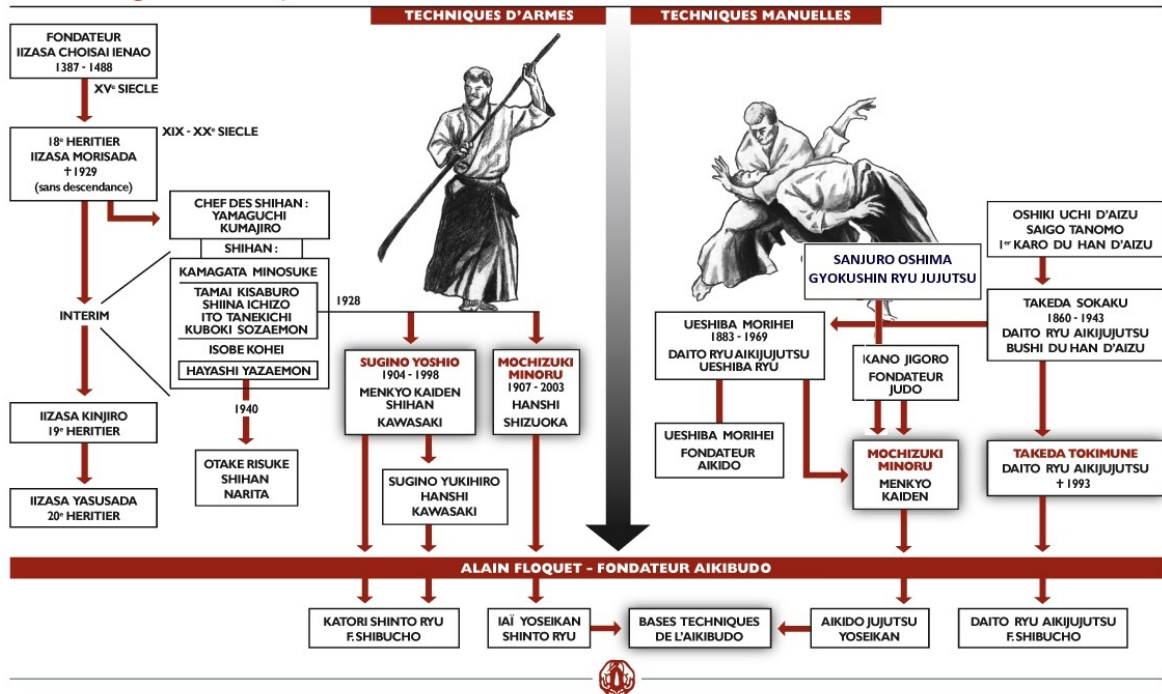 TECHNIQUES D'ARMES
TECHNIQUES MANUELLES
FONDATEUR
IIZASA CHOISAI IENAO
1387 - 1488
XVe SIECLE
18e HERITIER
IIZASA MORISADA
†1929
(sans descendance)
XIX - XXe SIECLE
CHEF DES SHIHAN :
YAMAGUCHI
KUMAJIRO
SHIHAN :
KAMAGATA MINOSUKE
TAMAI KISABURO
SHIINA ICHIZO
ITO TANEKICHI
KUBOKI SOZAEMON
ISOBE KOHEI
HAYASHI YAZAEMON
INTERIM
1928
1940
IIZASA KINJIRO
19e HERITIER
IIZASA YASUSADA
20e HERITIER
OTAKE RISUKE
SHIHAN
NARITA
SUGINO YOSHIO
1904 - 1998
MENKYO KAIDEN
SHIHAN
KAWASAKI
MOCHIZUKI
MINORU
1907 - 2003
HANSHI
SHIZUOKA
SUGINO YUKIHIRO
HANSHI
KAWASAKI
SANJURO OSHIMA
GYOKUSHIN RYU JUJUTSU
OSHIKI UCHI D'AIZU
SAIGO TANOMO
1er KARO DU HAN D'AIZU
UESHIBA MORIHEI
1883 - 1969
DAITO RYU AIKIJUJUTSU
UESHIBA RYU
KANO JIGORO
FONDATEUR
JUDO
TAKEDA SOKAKU
1860 - 1943
DAITO RYU AIKIJUJUTSU
BUSHI DU HAN D'AIZU
UESHIBA MORIHEI
FONDATEUR
AIKIDO
MOCHIZUKI
MINORU
MENKYO
KAIDEN
TAKEDA TOKIMUNE
DAITO RYU AIKIJUJUTSU
† 1993
ALAIN FLOQUET - FONDATEUR AIKIBUDO
KATORI SHINTO RYU
F. SHIBUCHO
IAÏ YOSEIKAN
SHINTO RYU
BASES TECHNIQUES
DE L'AIKIBUDO
AIKIDO JUJUTSU
YOSEIKAN
DAITO RYU AIKIJUJUTSU
F. SHIBUCHO